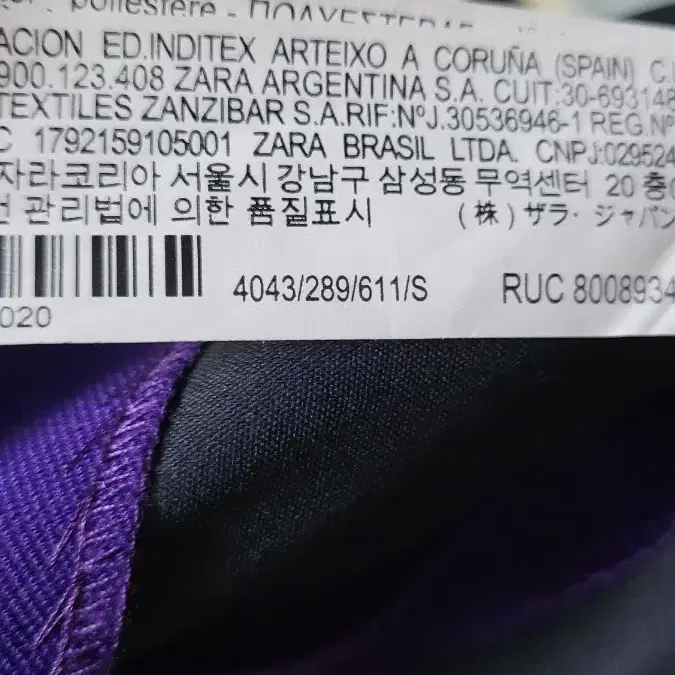 poliéstere - ΠΟΛΥΕΣΤΕΡΑΣ
ACION ED.INDITEX ARTEIXO A CORUÑA (SPAIN) C.I
900.123.408 ZARA ARGENTINA S.A. CUIT:30-693148
TEXTILES ZANZIBAR S.A.RIF:NºJ.30536946-1 REG.Nº
C 1792159105001 ZARA BRASIL LTDA. CNPJ:029524
자라코리아 서울시 강남구 삼성동 무역센터 20 층(
관리법에 의한 품질표시 (株) ザラ・ジャパン
4043/289/611/S RUC 8008934
020